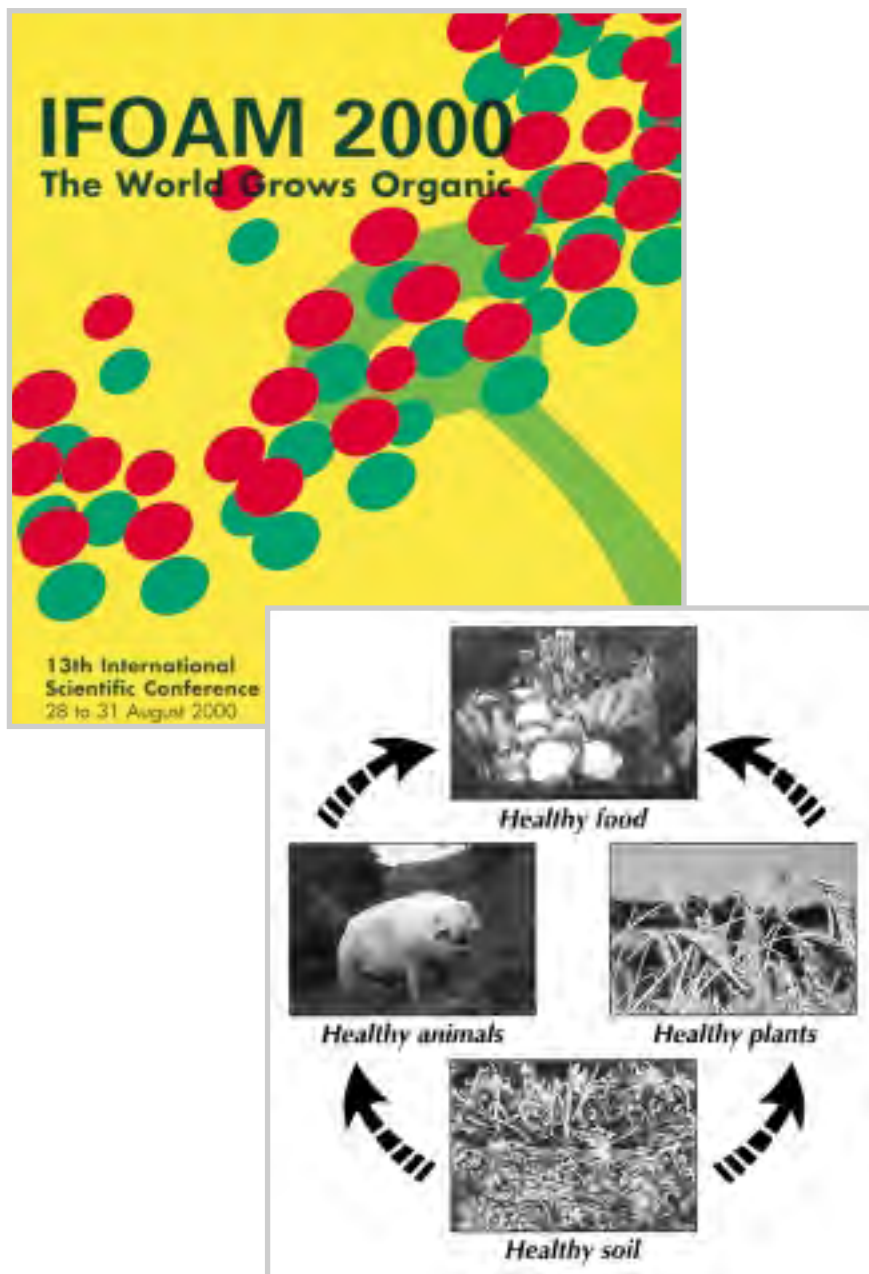 IFOAM 2000
The World Grows Organic
13th International
Scientific Conference
28 to 31 August 2000
Healthy food
Healthy animals
Healthy plants
Healthy soil